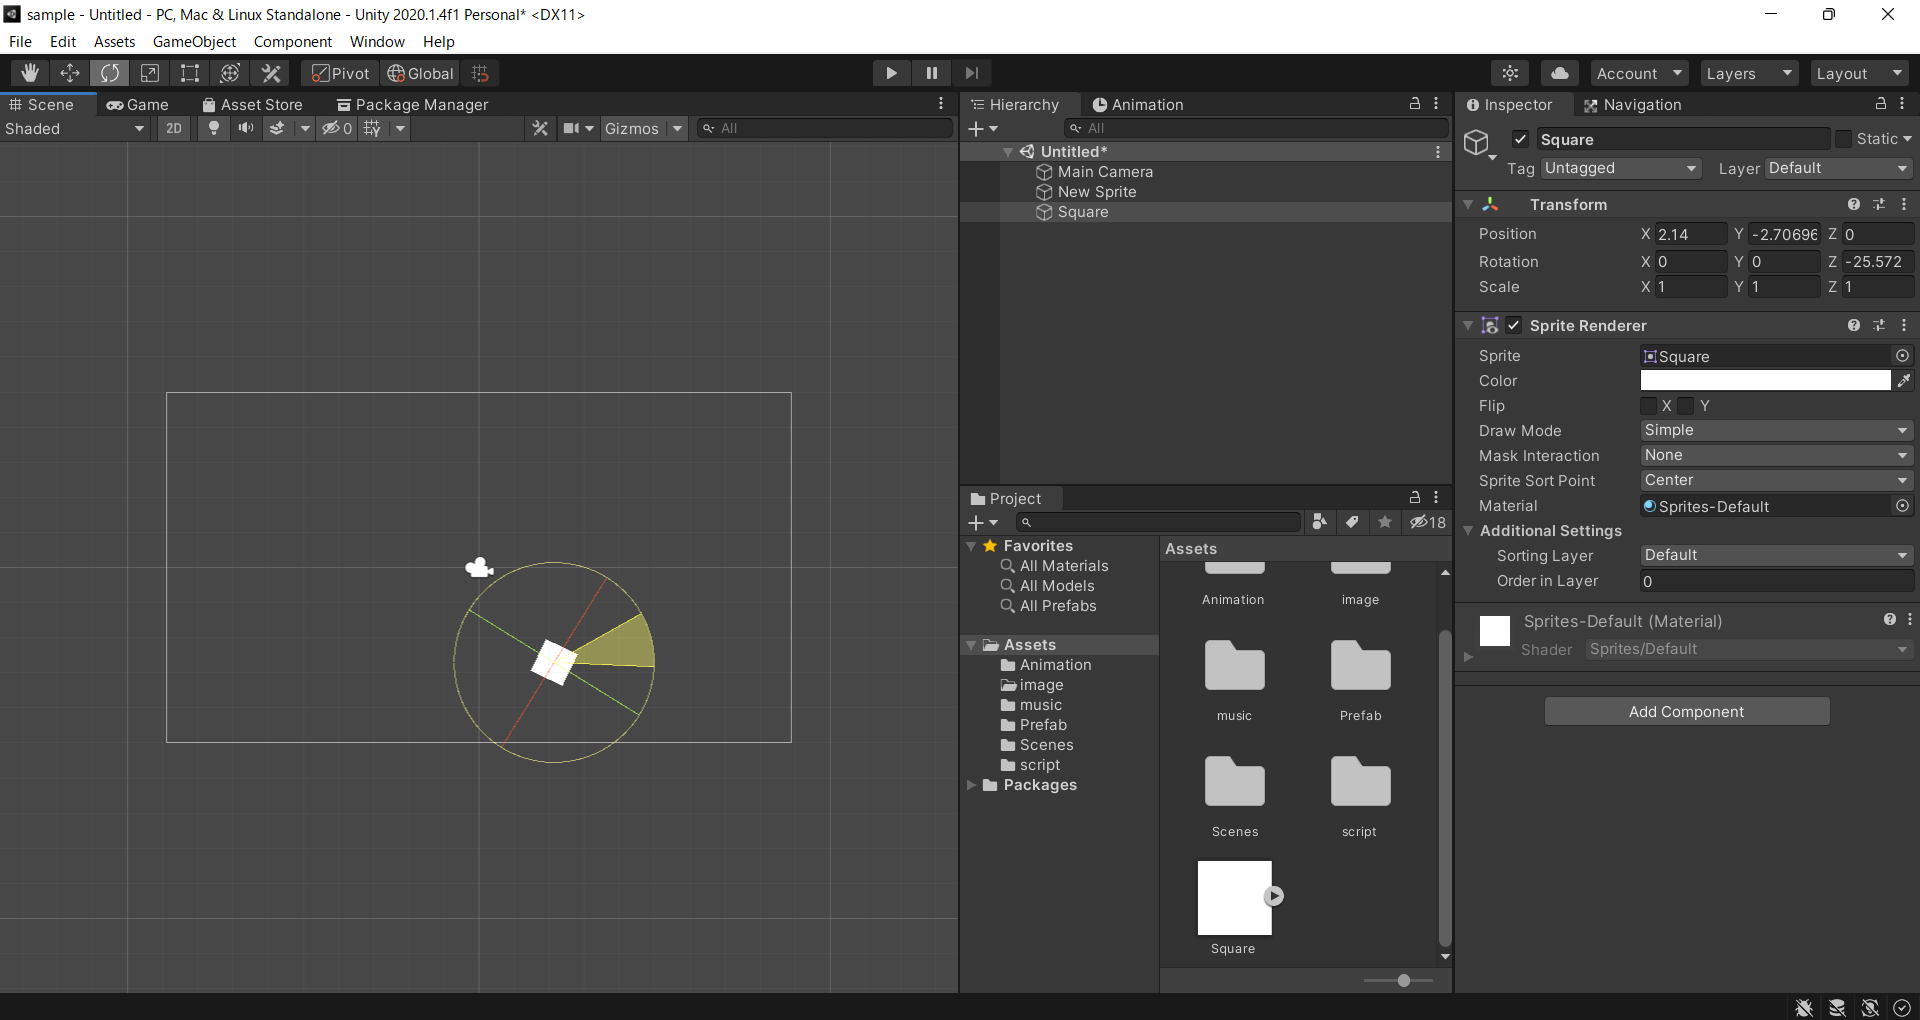 sample - Untitled - PC, Mac & Linux Standalone - Unity 2020.1.4f1 Personal* <DX11>
File Edit Assets GameObject Component Window Help
Pivot Global Account Layers Layout
Scene Game Asset Store Package Manager
Shaded 2D 0 Gizmos All
Hierarchy Animation
All
Untitled*
Main Camera
New Sprite
Square
Project
18
Favorites
All Materials
All Models
All Prefabs
Assets
Animation
image
music
Prefab
Scenes
script
Packages
Assets
Animation image
music Prefab
Scenes script
Square
Inspector Navigation
Square Static
Tag Untagged Layer Default
Transform
Position X 2.14 Y -2.70696 Z 0
Rotation X 0 Y 0 Z -25.572
Scale X 1 Y 1 Z 1
Sprite Renderer
Sprite Square
Color
Flip X Y
Draw Mode Simple
Mask Interaction None
Sprite Sort Point Center
Material Sprites-Default
Additional Settings
Sorting Layer Default
Order in Layer 0
Sprites-Default (Material)
Shader Sprites/Default
Add Component